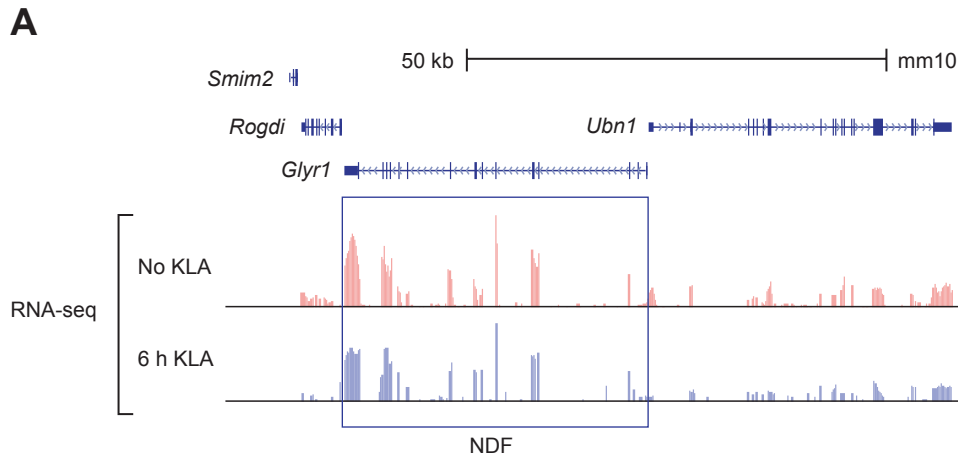 A
50 kb
mm10
Smim2
Rogdi
Ubn1
Glyr1
No KLA
RNA-seq
6 h KLA
NDF